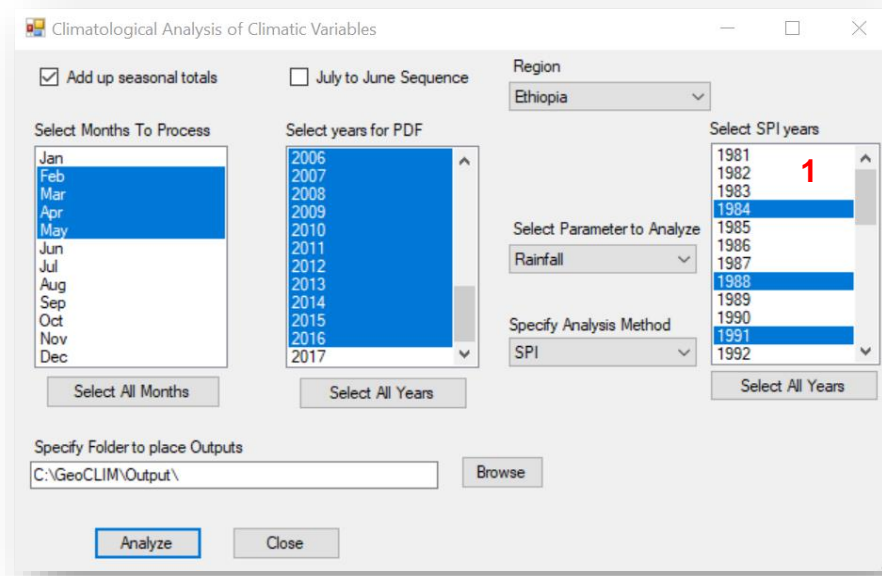 Climatological Analysis of Climatic Variables
Add up seasonal totals
July to June Sequence
Region
Ethiopia
Select Months To Process
Jan
Feb
Mar
Apr
May
Jun
Jul
Aug
Sep
Oct
Nov
Dec
Select All Months
Select years for PDF
2006
2007
2008
2009
2010
2011
2012
2013
2014
2015
2016
2017
Select All Years
Select Parameter to Analyze
Rainfall
Specify Analysis Method
SPI
Select SPI years
1981
1982
1983
1984
1985
1986
1987
1988
1989
1990
1991
1992
1
Select All Years
Specify Folder to place Outputs
C:\GeoCLIM\Output\
Browse
Analyze
Close